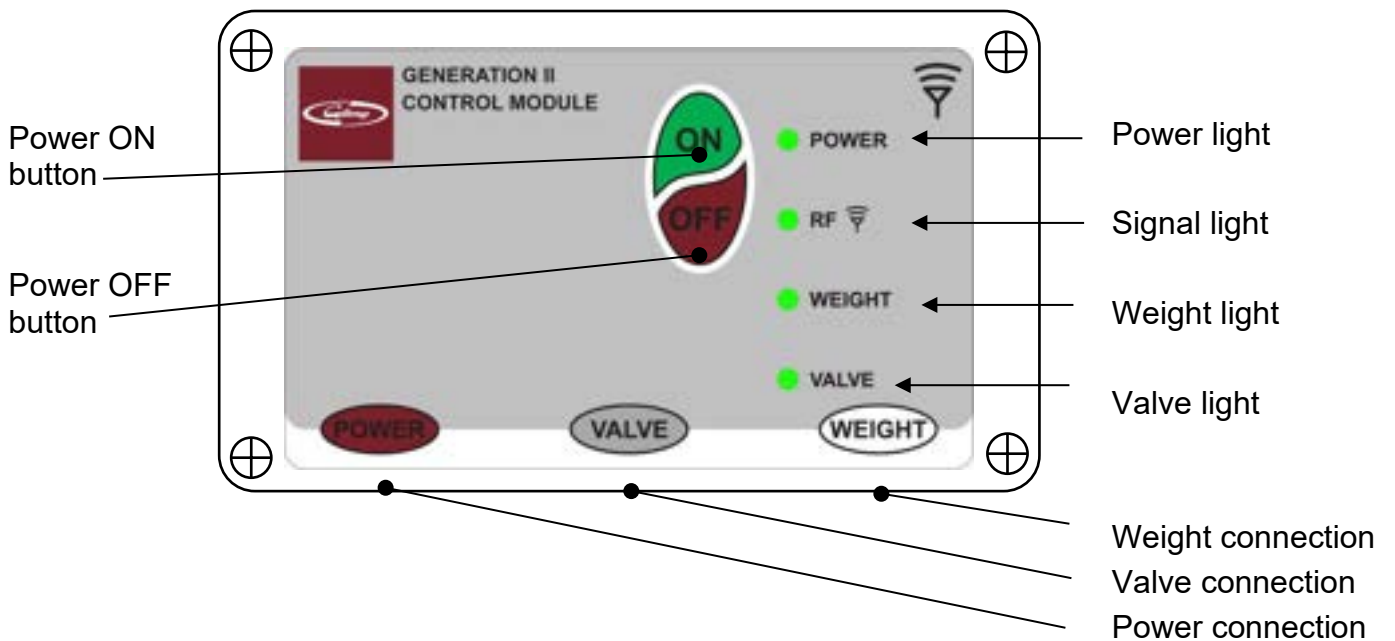 GENERATION II
CONTROL MODULE
ON
OFF
POWER
RF
WEIGHT
VALVE
POWER
VALVE
WEIGHT
Power ON
button
Power OFF
button
Power light
Signal light
Weight light
Valve light
Weight connection
Valve connection
Power connection